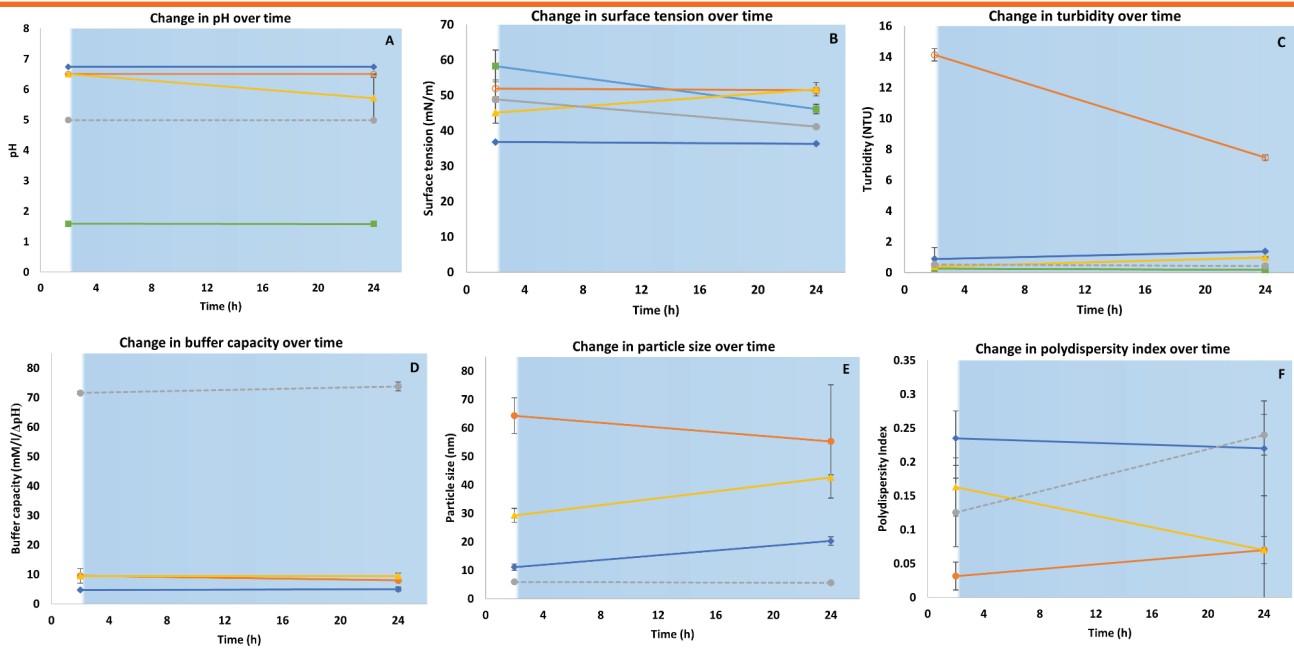 Change in pH over time
A
pH
8
7
6
5
4
3
2
1
0
0 4 8 12 16 20 24
Time (h)
Change in surface tension over time
B
Surface tension (mN/m)
70
60
50
40
30
20
10
0
0 4 8 12 16 20 24
Time (h)
Change in turbidity over time
C
Turbidity (NTU)
16
14
12
10
8
6
4
2
0
0 4 8 12 16 20 24
Time (h)
Change in buffer capacity over time
D
Buffer capacity (mM/l/ΔpH)
80
70
60
50
40
30
20
10
0
0 4 8 12 16 20 24
Time (h)
Change in particle size over time
E
Particle size (nm)
80
70
60
50
40
30
20
10
0
0 4 8 12 16 20 24
Time (h)
Change in polydispersity index over time
F
Polydispersity Index
0.35
0.3
0.25
0.2
0.15
0.1
0.05
0
0 4 8 12 16 20 24
Time (h)